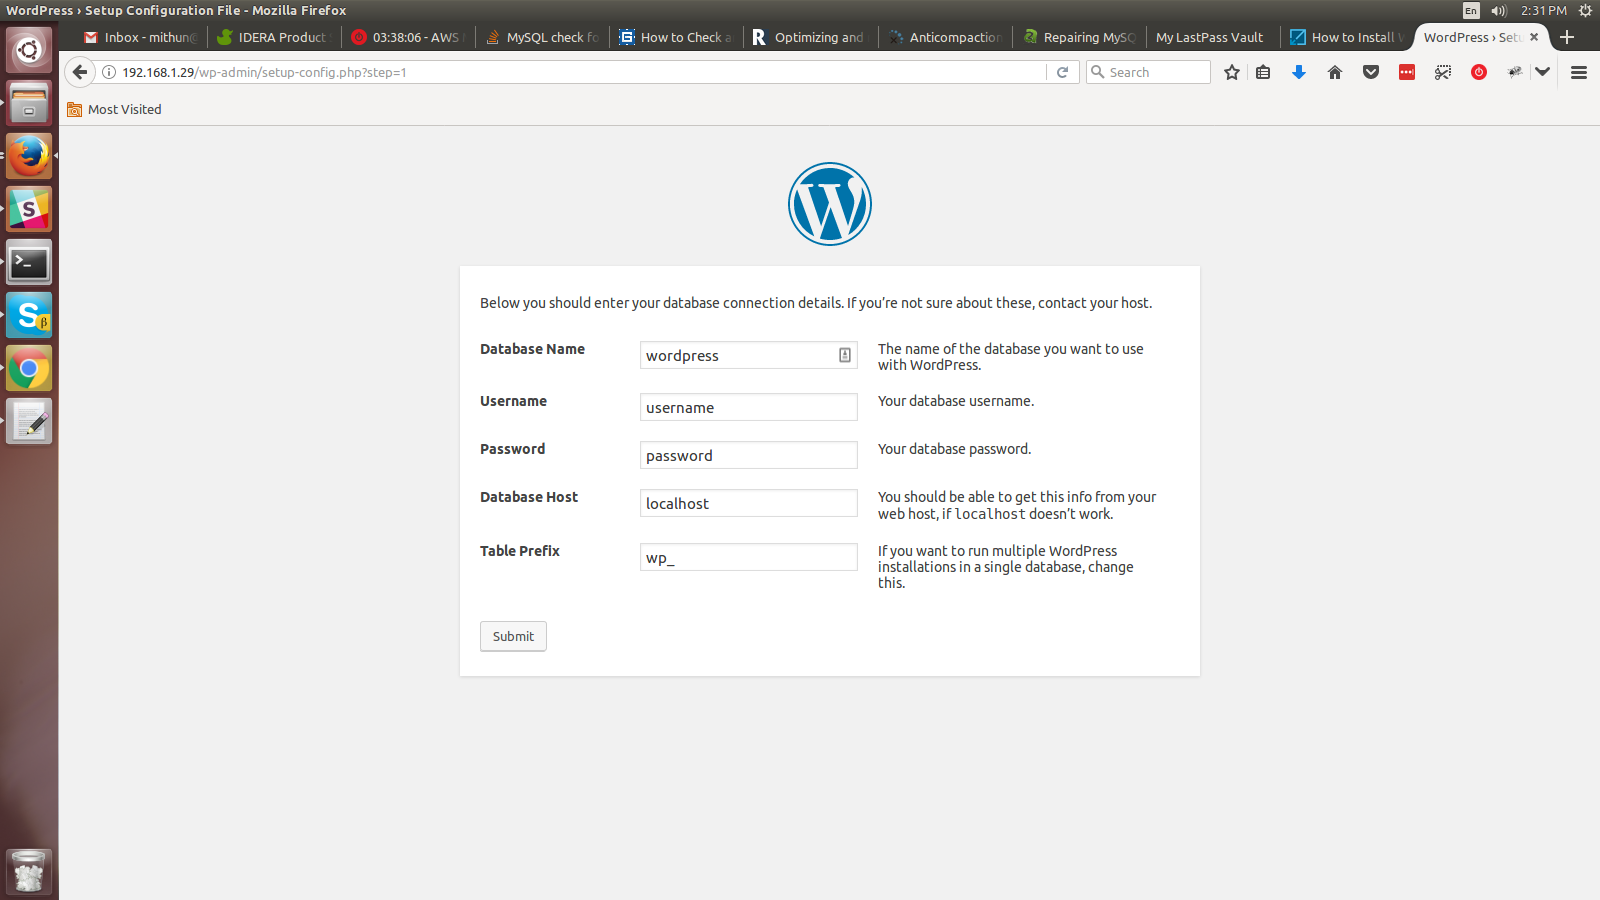 WordPress › Setup Configuration File - Mozilla Firefox
En
2:31 PM
Inbox - mithun@
IDERA Product
03:38:06 - AWS
MySQL check fo
How to Check a
Optimizing and
Anticompaction
Repairing MySQ
My LastPass Vault
How to Install
WordPress › Setu
192.168.1.29/wp-admin/setup-config.php?step=1
Search
Most Visited
Below you should enter your database connection details. If you’re not sure about these, contact your host.
Database Name
wordpress
The name of the database you want to use
with WordPress.
Username
username
Your database username.
Password
password
Your database password.
Database Host
localhost
You should be able to get this info from your
web host, if localhost doesn’t work.
Table Prefix
wp_
If you want to run multiple WordPress
installations in a single database, change
this.
Submit